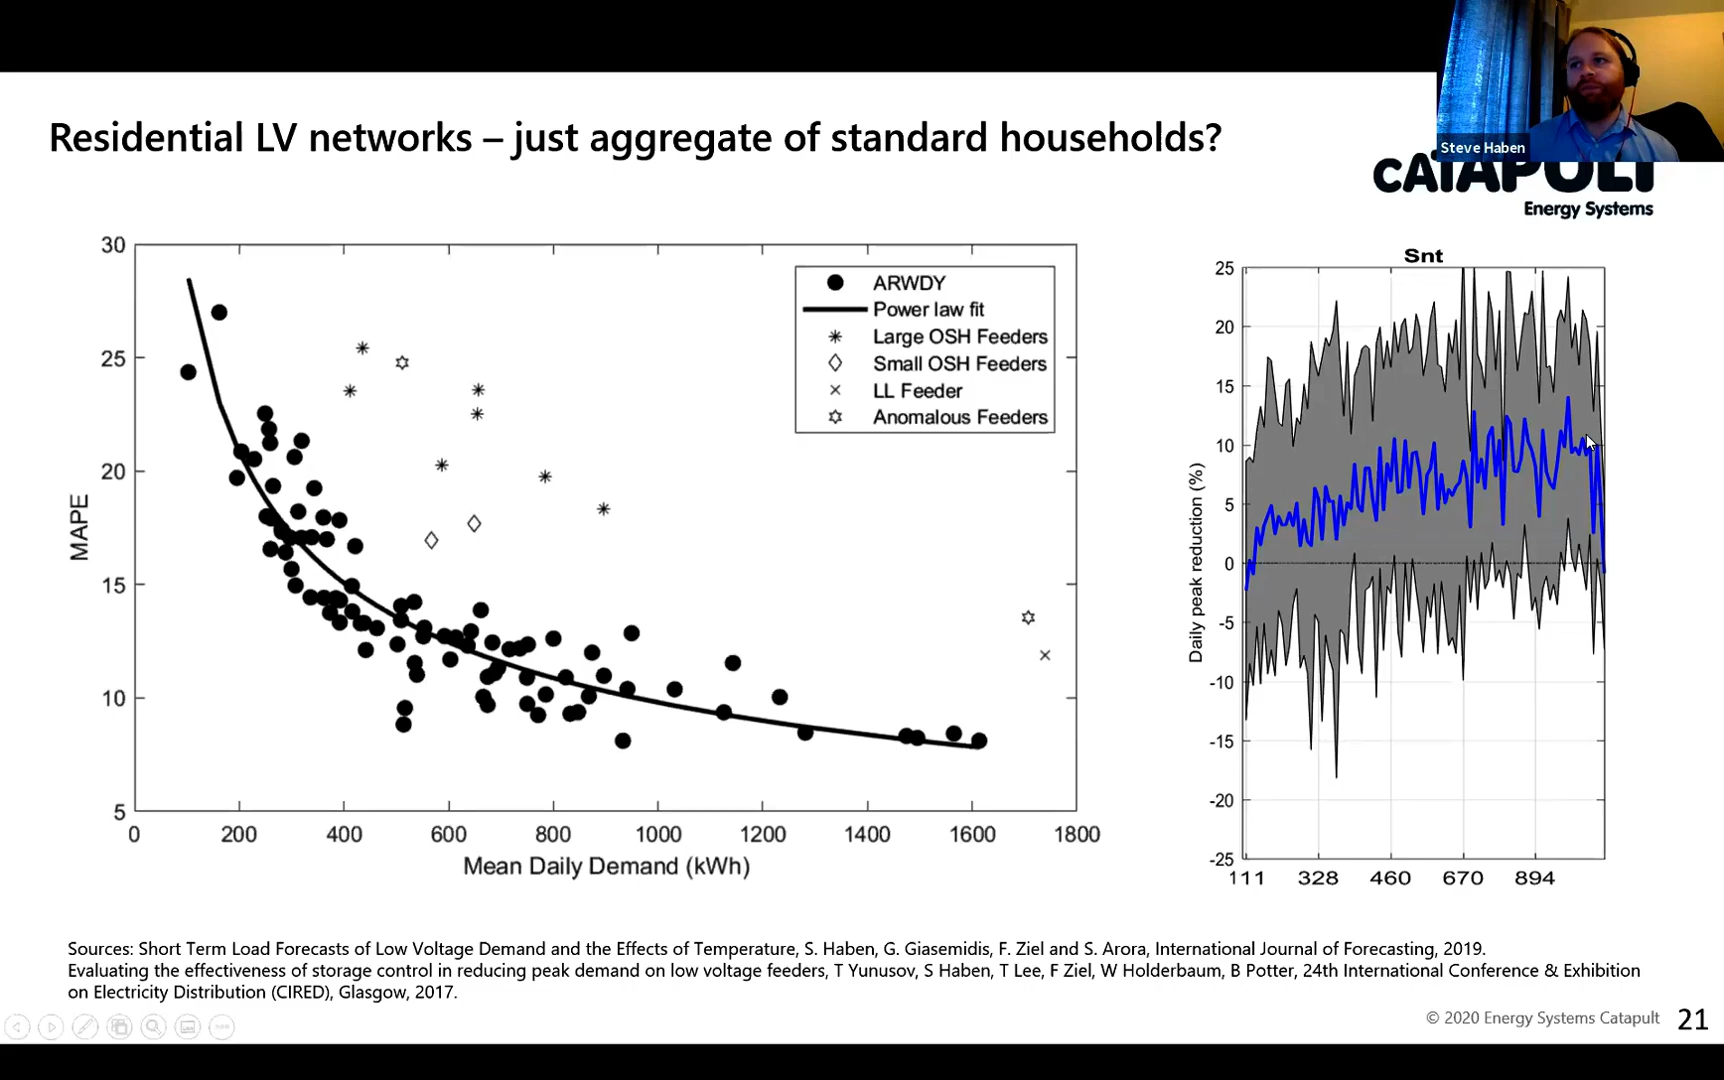 Steve Haben
Residential LV networks – just aggregate of standard households?
CATAPULT
Energy Systems
30
25
20
15
10
5
MAPE
0
200
400
600
800
1000
1200
1400
1600
1800
Mean Daily Demand (kWh)
ARWDY
Power law fit
Large OSH Feeders
Small OSH Feeders
LL Feeder
Anomalous Feeders
Snt
25
20
15
10
5
0
-5
-10
-15
-20
-25
Daily peak reduction (%)
111
328
460
670
894
Sources: Short Term Load Forecasts of Low Voltage Demand and the Effects of Temperature, S. Haben, G. Giasemidis, F. Ziel and S. Arora, International Journal of Forecasting, 2019.
Evaluating the effectiveness of storage control in reducing peak demand on low voltage feeders, T Yunusov, S Haben, T Lee, F Ziel, W Holderbaum, B Potter, 24th International Conference & Exhibition
on Electricity Distribution (CIRED), Glasgow, 2017.
© 2020 Energy Systems Catapult
21